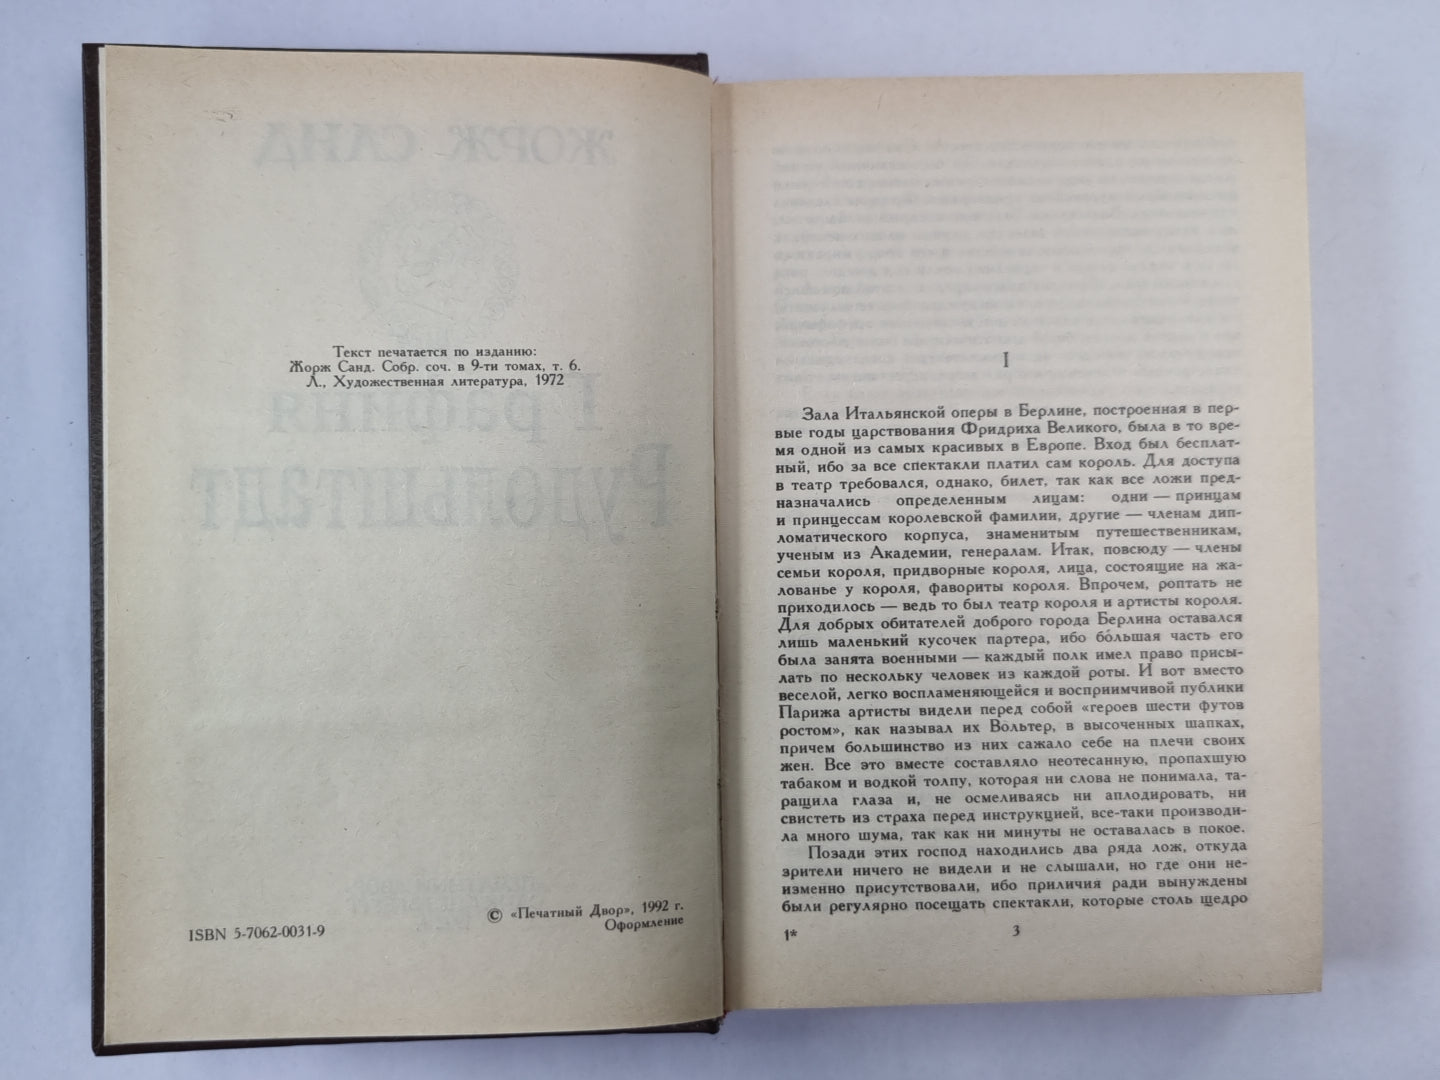 Текст печатается по изданию:
Жорж Санд. Собр. соч. в 9-ти томах, т. 6.
Л., Художественная литература, 1972
ISBN 5-7062-0031-9
© «Печатный Двор», 1992 г.
Оформление
I
Зала Итальянской оперы в Берлине, построенная в пер-
вые годы царствования Фридриха Великого, была в то вре-
мя одной из самых красивых в Европе. Вход был бесплат-
ный, ибо за все спектакли платил сам король. Для доступа
в театр требовался, однако, билет, так как все ложи пред-
назначались определенным лицам: одни — принцам
и принцессам королевской фамилии, другие — членам дип-
ломатического корпуса, знаменитым путешественникам,
ученым из Академии, генералам. Итак, повсюду — члены
семьи короля, придворные короля, лица, состоящие на жа-
лованье у короля, фавориты короля. Впрочем, роптать не
приходилось — ведь то был театр короля и артисты короля.
Для добрых обитателей доброго города Берлина оставался
лишь маленький кусочек партера, ибо бо́льшая часть его
была занята военными — каждый полк имел право присы-
лать по нескольку человек из каждой роты. И вот вместо
веселой, легко воспламеняющейся и восприимчивой публики
Парижа артисты видели перед собой «героев шести футов
ростом», как называл их Вольтер, в высоченных шапках,
причем большинство из них сажало себе на плечи своих
жен. Все это вместе составляло неотесанную, пропахшую
табаком и водкой толпу, которая ни слова не понимала, та-
ращила глаза и, не осмеливаясь ни аплодировать, ни
свистеть из страха перед инструкцией, все-таки производи-
ла много шума, так как ни минуты не оставалась в покое.
Позади этих господ находились два ряда лож, откуда
зрители ничего не видели и не слышали, но где они не-
изменно присутствовали, ибо приличия ради вынуждены
были регулярно посещать спектакли, которые столь щедро
1*
3